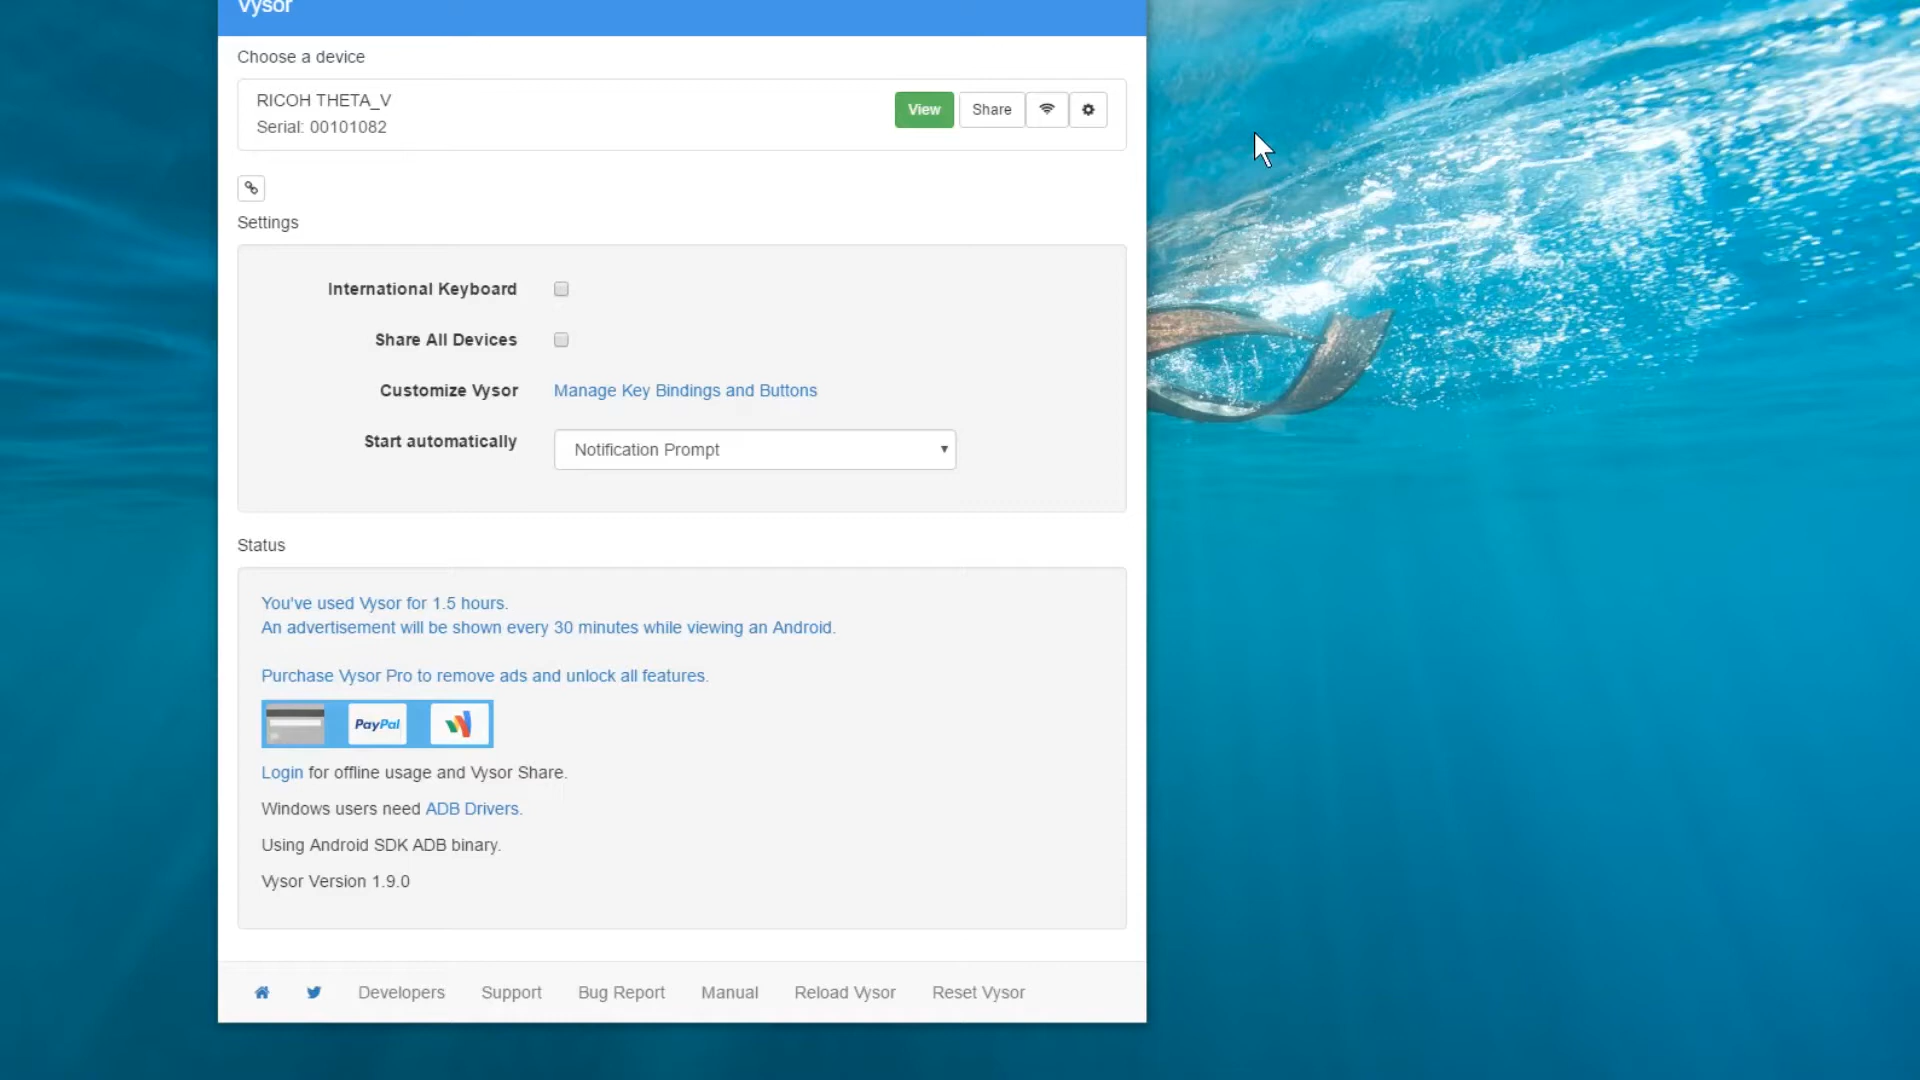 Vysor
Choose a device
RICOH THETA_V
View
Share
Serial: 00101082
Settings
International Keyboard
Share All Devices
Customize Vysor
Manage Key Bindings and Buttons
Start automatically
Notification Prompt
Status
You've used Vysor for 1.5 hours.
An advertisement will be shown every 30 minutes while viewing an Android.
Purchase Vysor Pro to remove ads and unlock all features.
PayPal
Login for offline usage and Vysor Share.
Windows users need ADB Drivers.
Using Android SDK ADB binary.
Vysor Version 1.9.0
Developers
Support
Bug Report
Manual
Reload Vysor
Reset Vysor